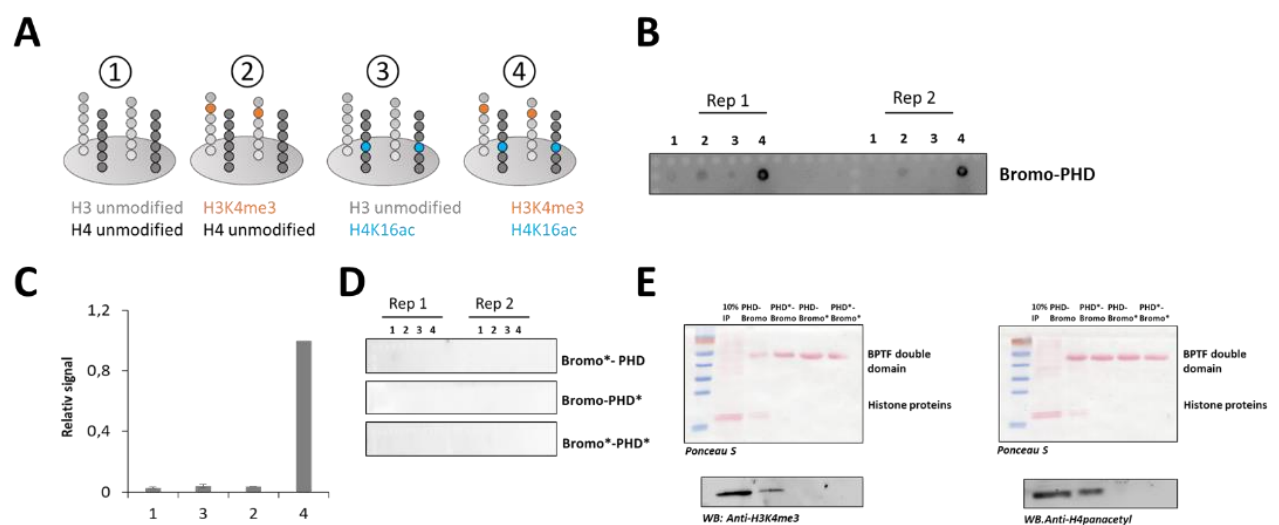 A
1 2 3 4
H3 unmodified H3K4me3 H3 unmodified H3K4me3
H4 unmodified H4 unmodified H4K16ac H4K16ac
B
Rep 1 Rep 2
1 2 3 4 1 2 3 4
Bromo-PHD
C
Relativ signal
1,2
0,8
0,4
0
1 3 2 4
D
Rep 1 Rep 2
1 2 3 4 1 2 3 4
Bromo*- PHD
Bromo-PHD*
Bromo*-PHD*
E
10% PHD- PHD*- PHD- PHD*-
IP Bromo Bromo Bromo* Bromo*
BPTF double
domain
Histone proteins
Ponceau S
WB: Anti-H3K4me3
10% PHD- PHD*- PHD- PHD*-
IP Bromo Bromo Bromo* Bromo*
BPTF double
domain
Histone proteins
Ponceau S
WB.Anti-H4panacetyl